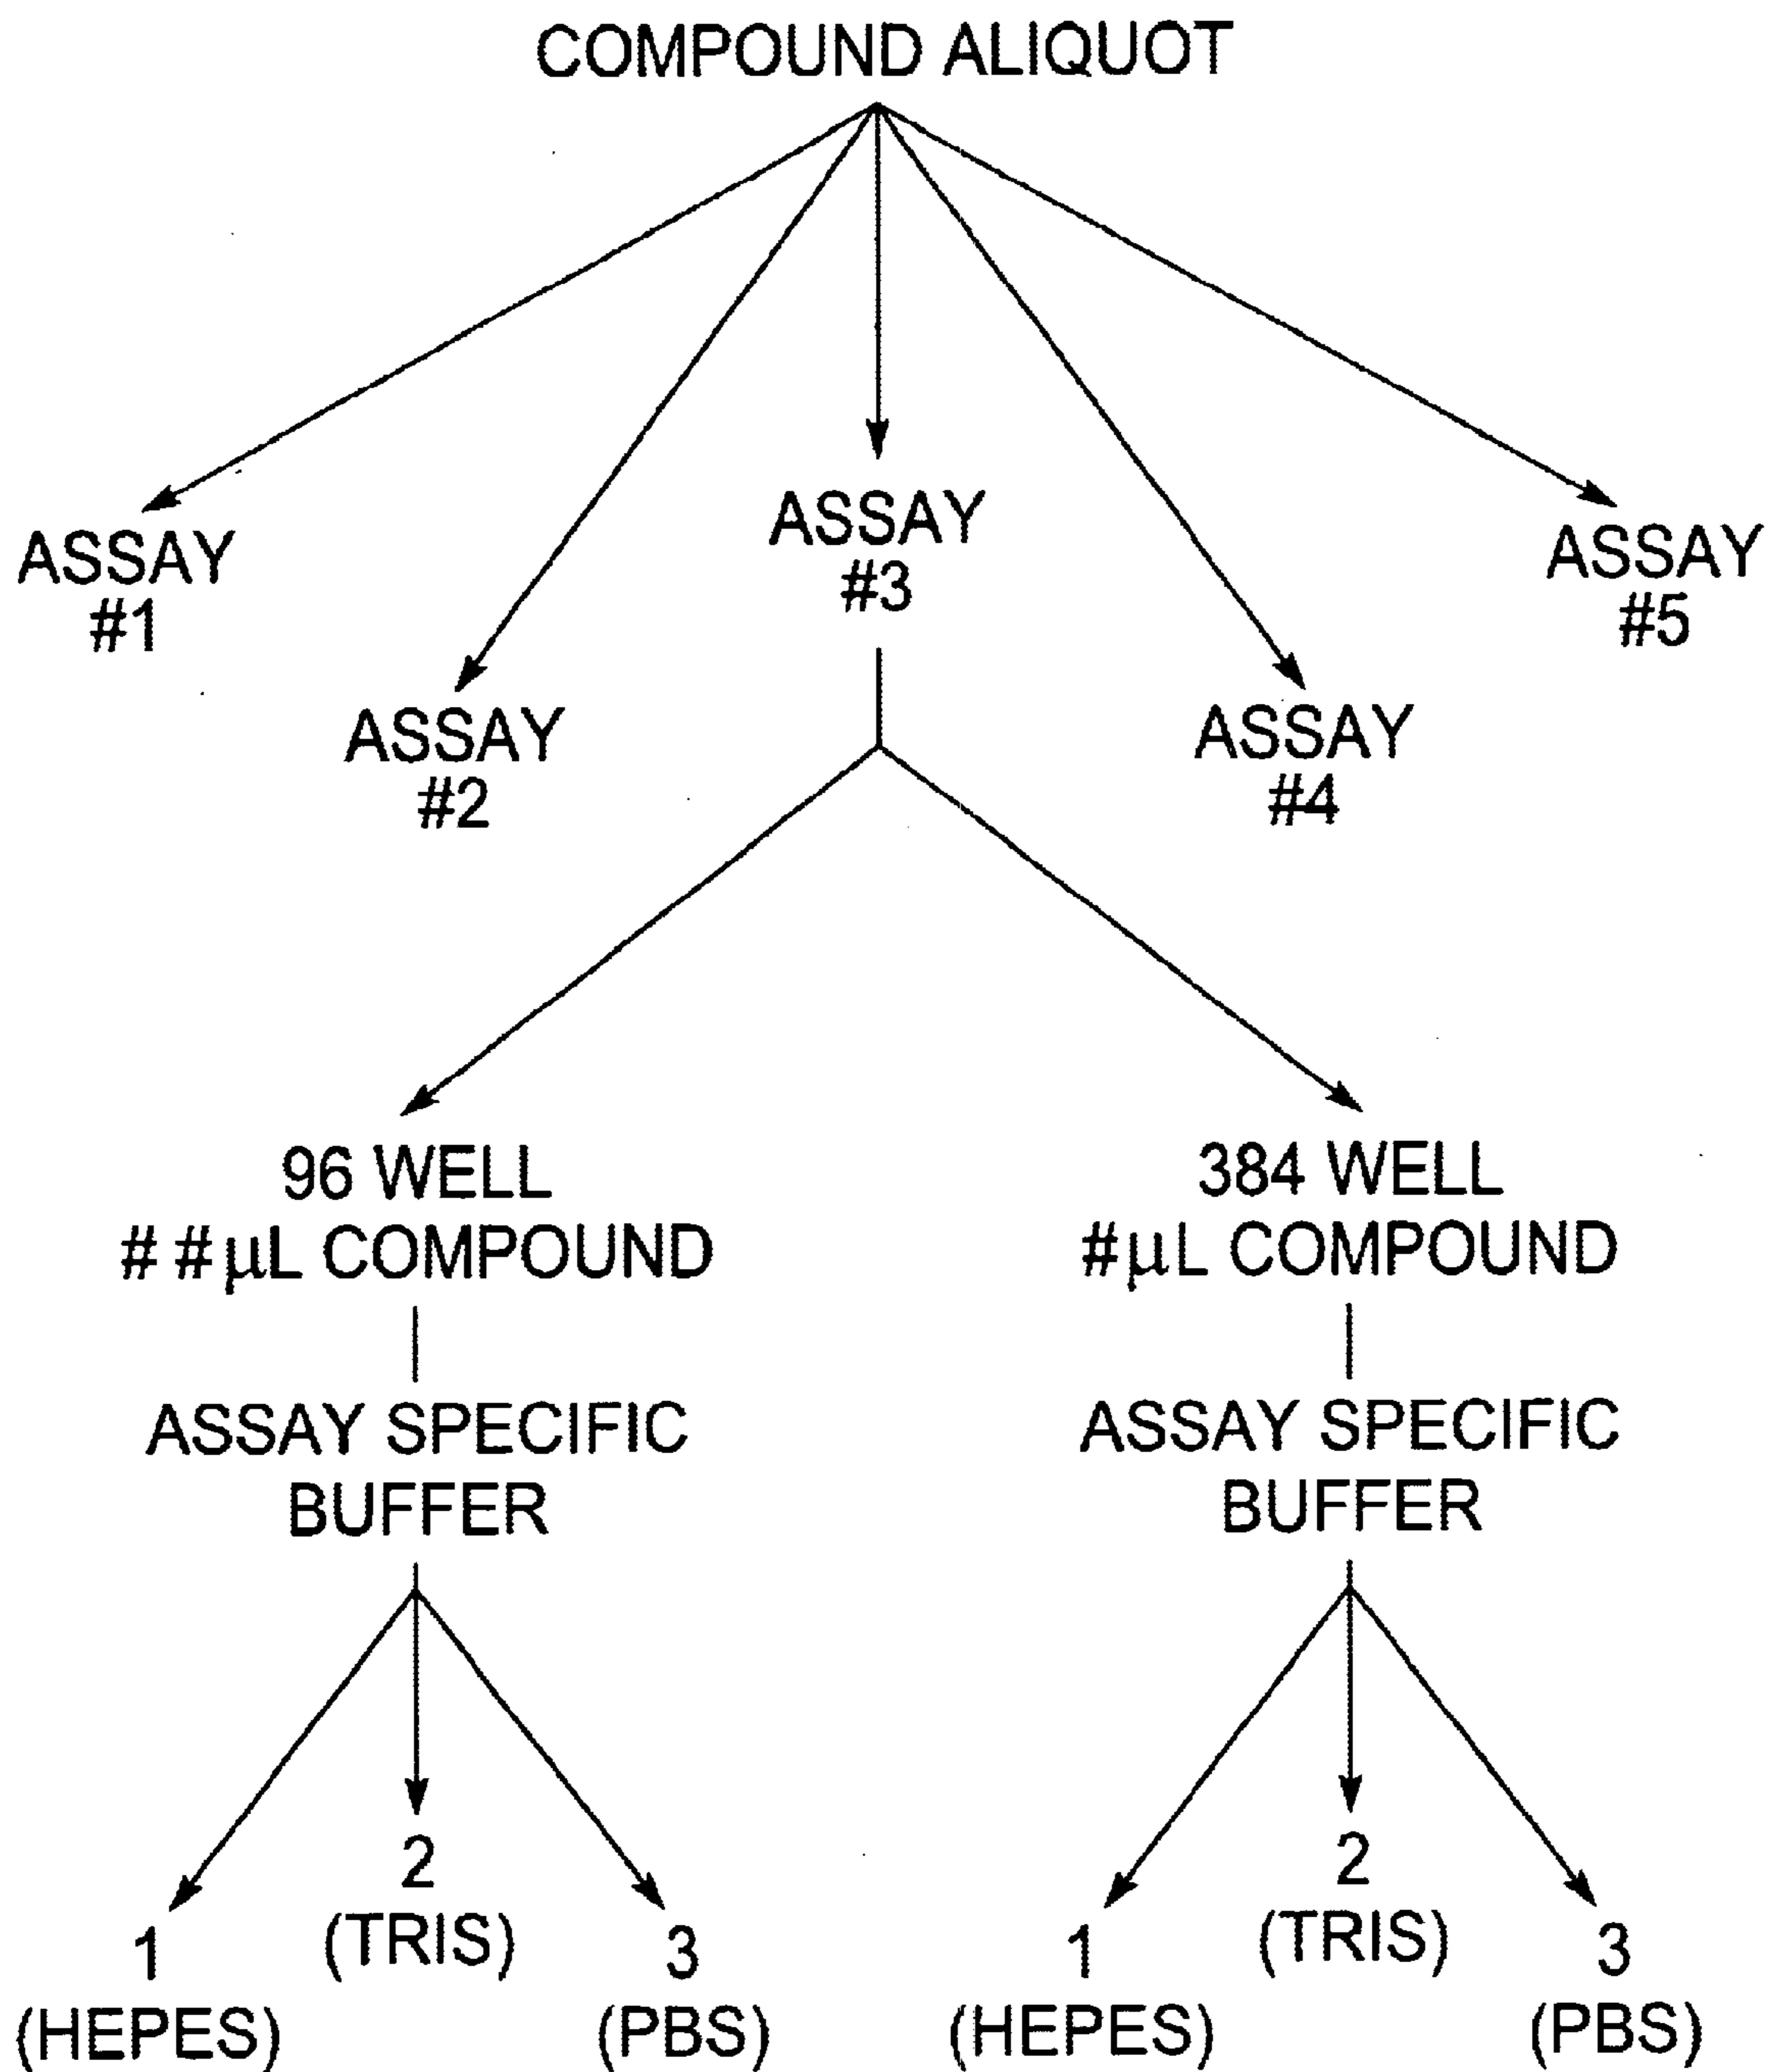 COMPOUND ALIQUOT
ASSAY
#1
ASSAY
#2
ASSAY
#3
ASSAY
#4
ASSAY
#5
96 WELL
# #µL COMPOUND
ASSAY SPECIFIC
BUFFER
1
(HEPES)
2
(TRIS)
3
(PBS)
384 WELL
#µL COMPOUND
ASSAY SPECIFIC
BUFFER
1
(HEPES)
2
(TRIS)
3
(PBS)